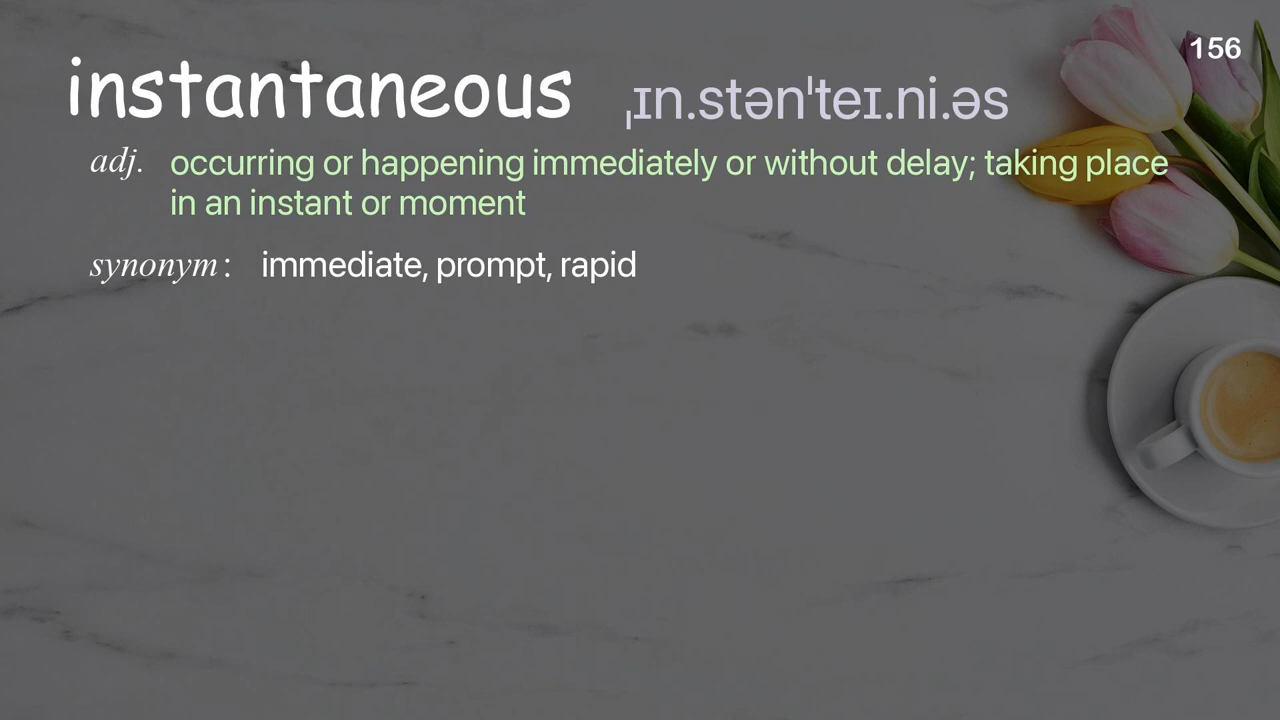 156
instantaneous ˌɪn.stənˈteɪ.ni.əs
adj. occurring or happening immediately or without delay; taking place
in an instant or moment
synonym : immediate, prompt, rapid